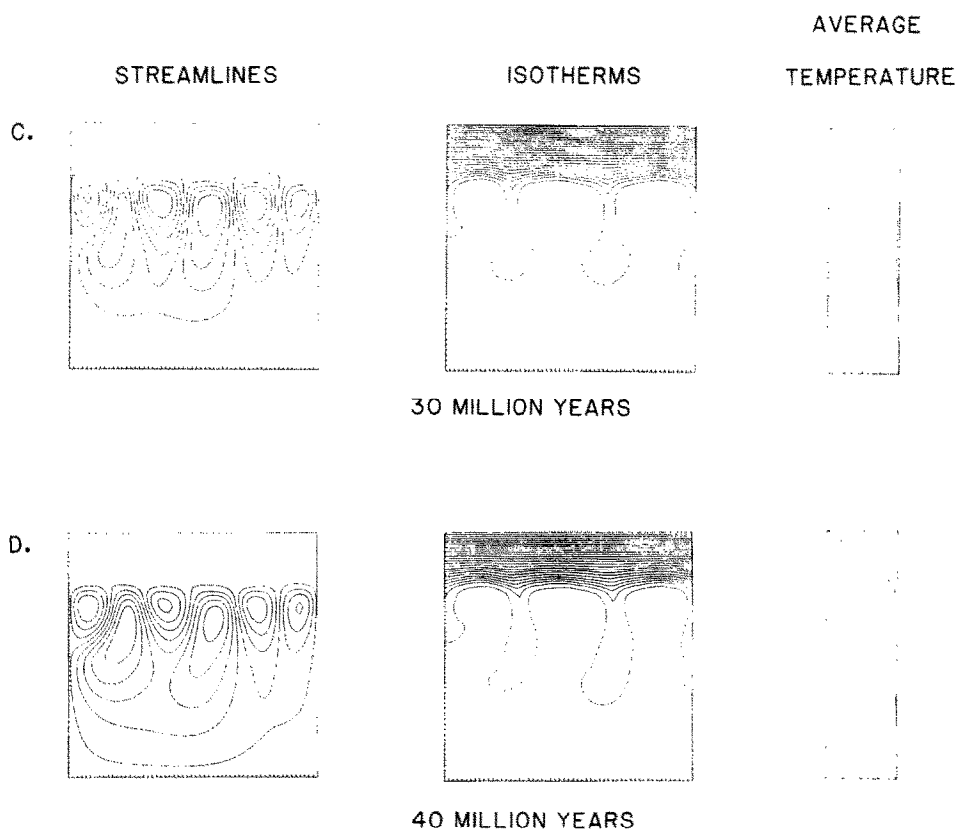 STREAMLINES
ISOTHERMS
AVERAGE
TEMPERATURE
C.
30 MILLION YEARS
D.
40 MILLION YEARS